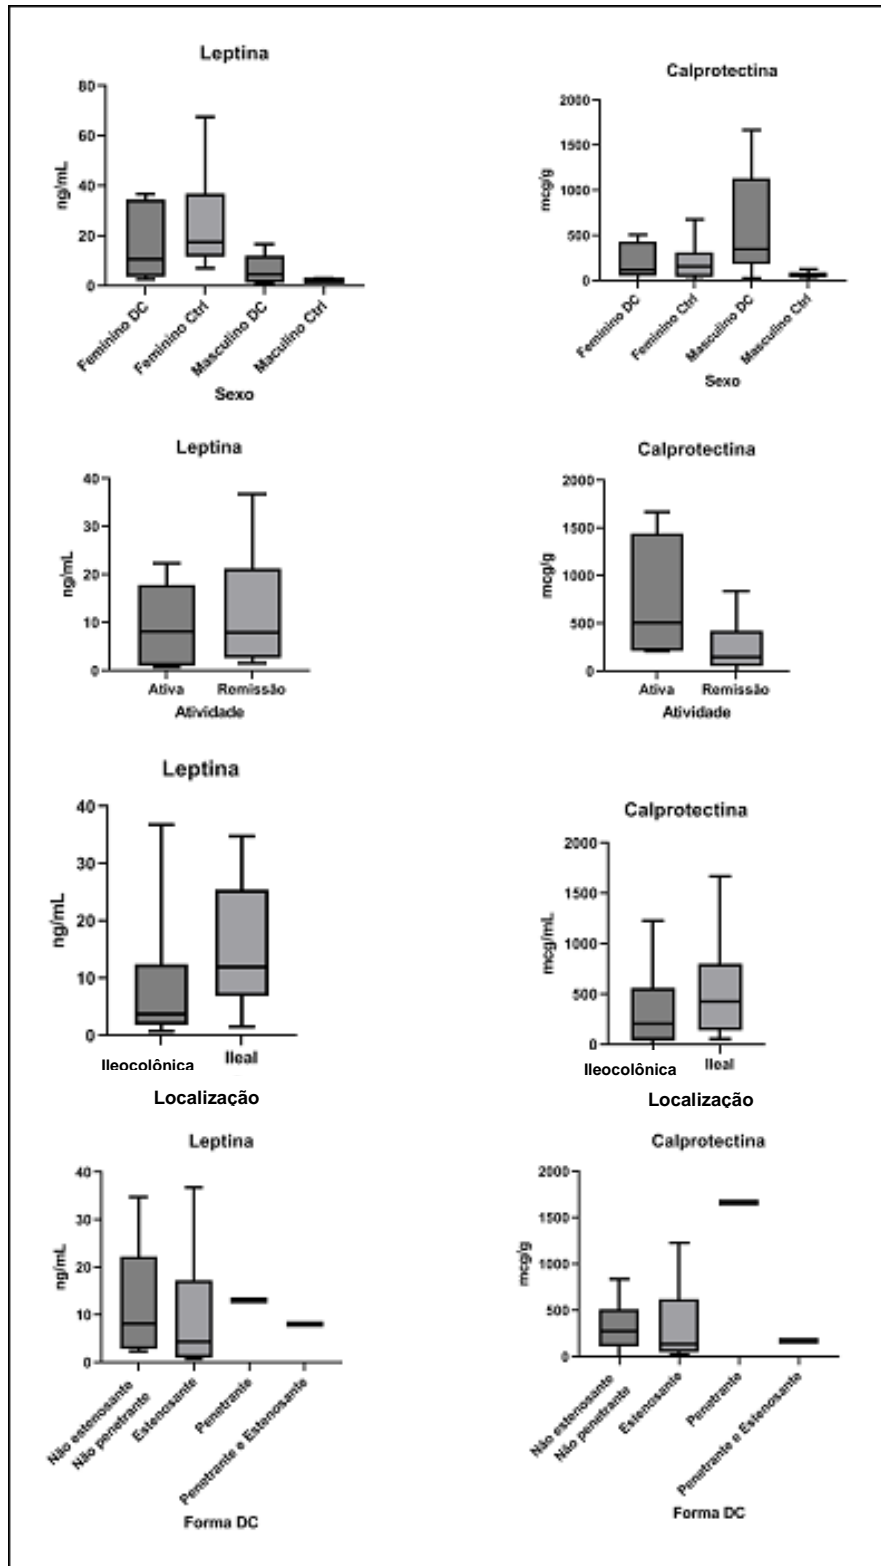 Leptina
80
60
40
20
0
ng/mL
Feminino DC
Feminino Ctrl
Masculino DC
Maculino Ctrl
Sexo
Calprotectina
2000
1500
1000
500
0
mcg/g
Feminino DC
Feminino Ctrl
Masculino DC
Masculino Ctrl
Sexo
Leptina
40
30
20
10
0
ng/mL
Ativa
Remissão
Atividade
Calprotectina
2000
1500
1000
500
0
mcg/g
Ativa
Remissão
Atividade
Leptina
40
30
20
10
0
ng/mL
Ileocolônica
Ileal
Localização
Calprotectina
2000
1500
1000
500
0
mcg/mL
Ileocolônica
Ileal
Localização
Leptina
40
30
20
10
0
ng/mL
Não estenosante
Não penetrante
Estenosante
Penetrante
Penetrante e Estenosante
Forma DC
Calprotectina
2000
1500
1000
500
0
mcg/g
Não estenosante
Não penetrante
Estenosante
Penetrante
Penetrante e Estenosante
Forma DC